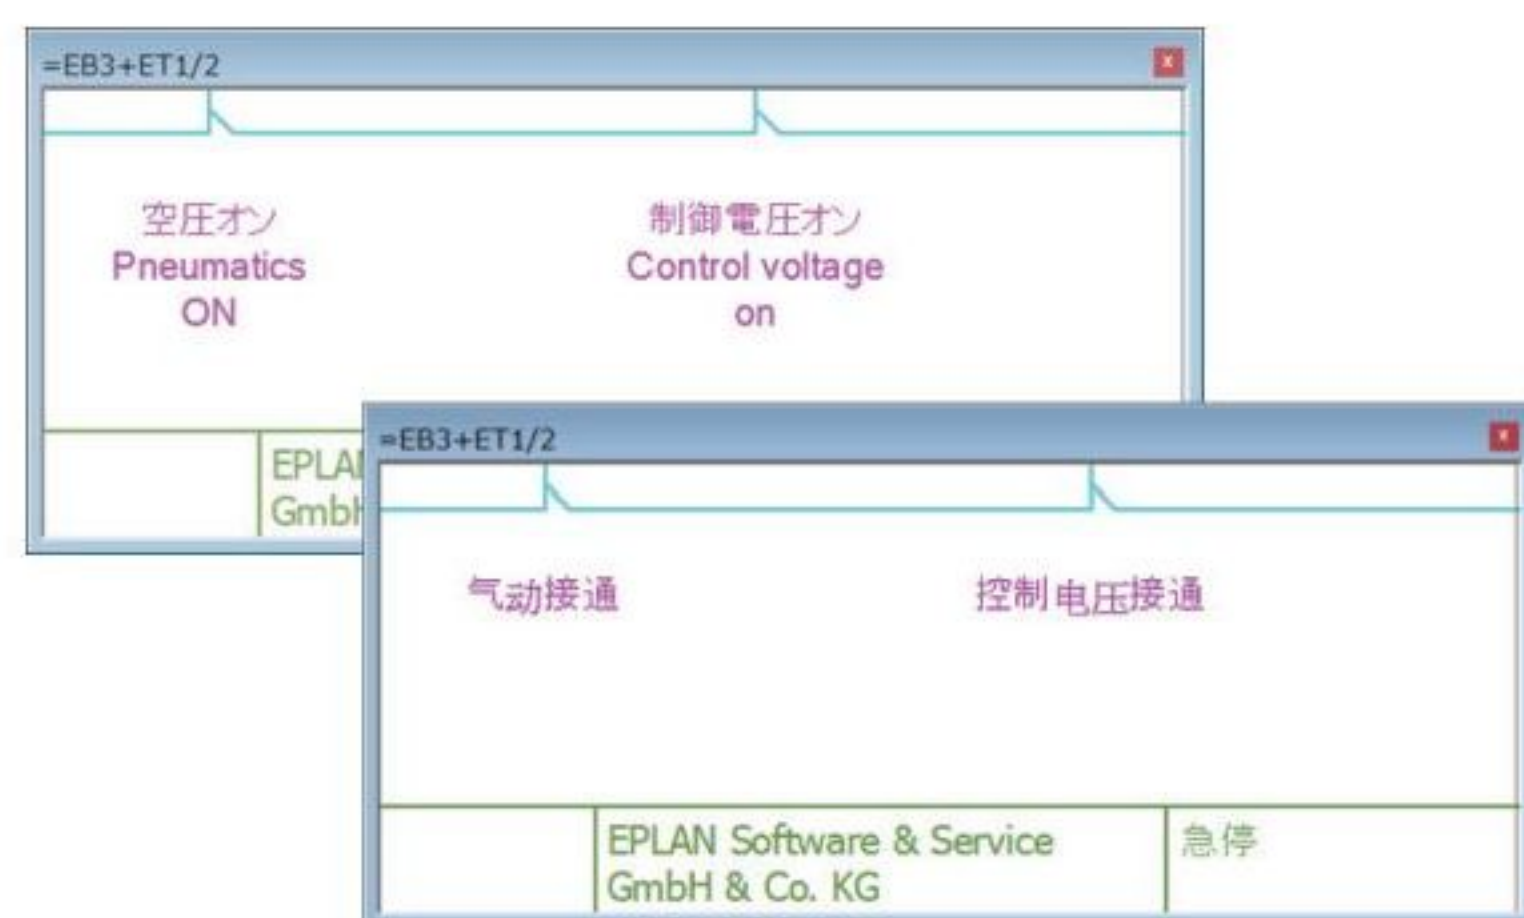 =EB3+ET1/2
空圧オン
Pneumatics
ON
制御電圧オン
Control voltage
on
EPLA
Gmb
=EB3+ET1/2
气动接通
控制电压接通
EPLAN Software & Service
GmbH & Co. KG
急停